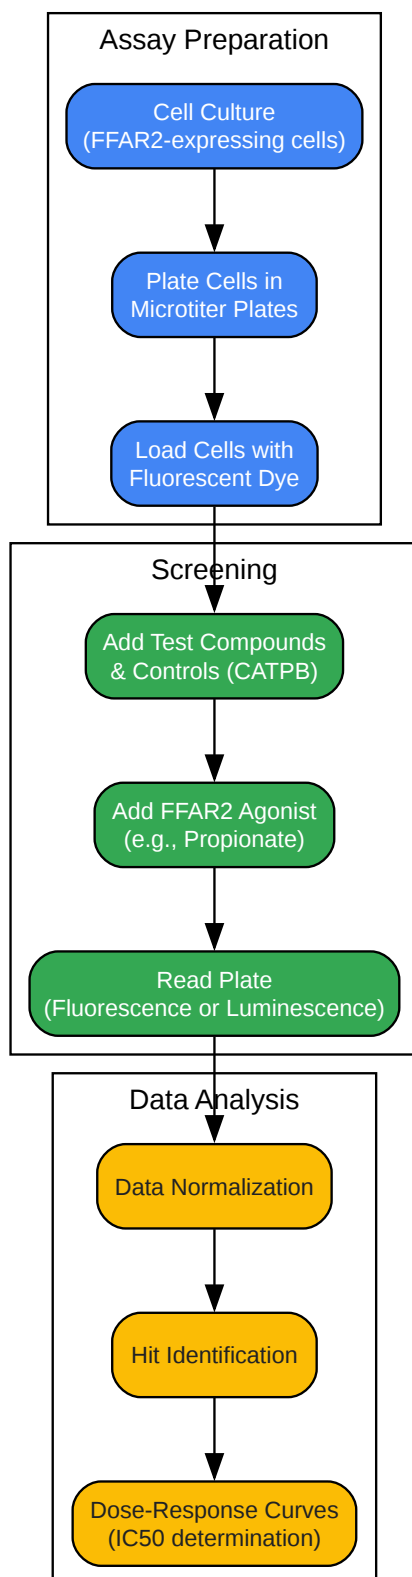 Assay Preparation
Cell Culture
(FFAR2-expressing cells)
Plate Cells in
Microtiter Plates
Load Cells with
Fluorescent Dye
Screening
Add Test Compounds
& Controls (CATPB)
Add FFAR2 Agonist
(e.g., Propionate)
Read Plate
(Fluorescence or Luminescence)
Data Analysis
Data Normalization
Hit Identification
Dose-Response Curves
(IC50 determination)